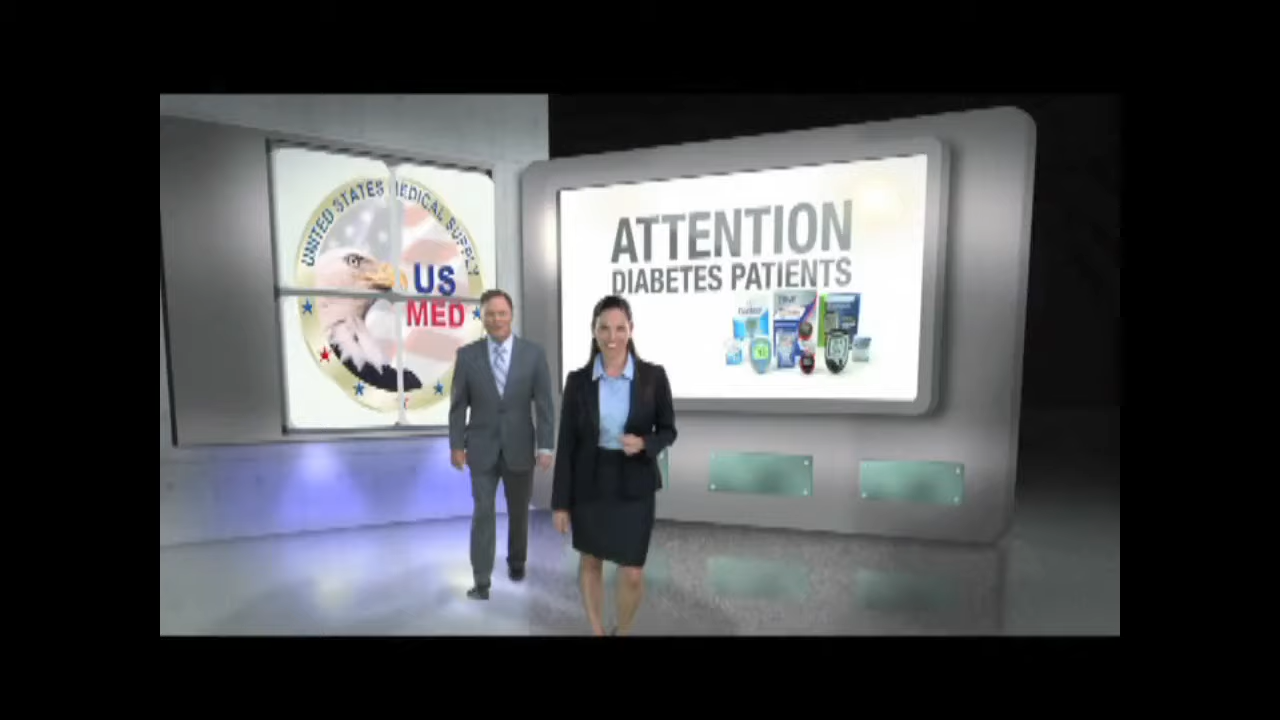 UNITED STATES MEDICAL SUPPLY
US
MED
ATTENTION
DIABETES PATIENTS